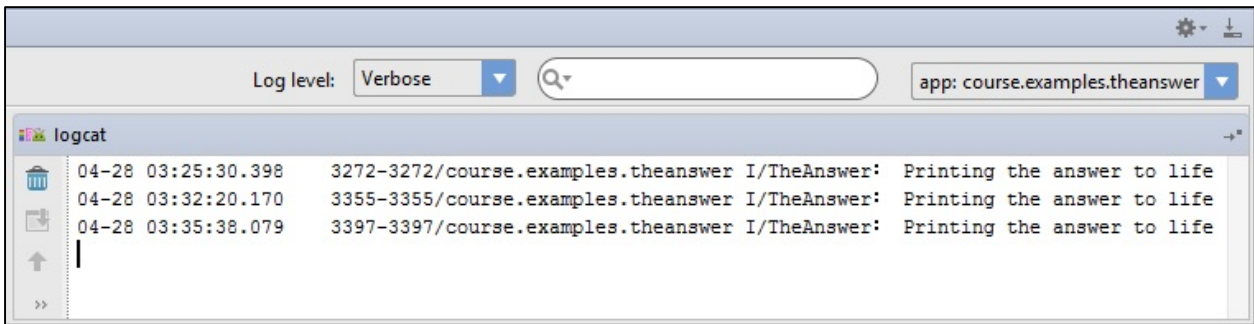 Log level: Verbose app: course.examples.theanswer
logcat
04-28 03:25:30.398 3272-3272/course.examples.theanswer I/TheAnswer: Printing the answer to life
04-28 03:32:20.170 3355-3355/course.examples.theanswer I/TheAnswer: Printing the answer to life
04-28 03:35:38.079 3397-3397/course.examples.theanswer I/TheAnswer: Printing the answer to life